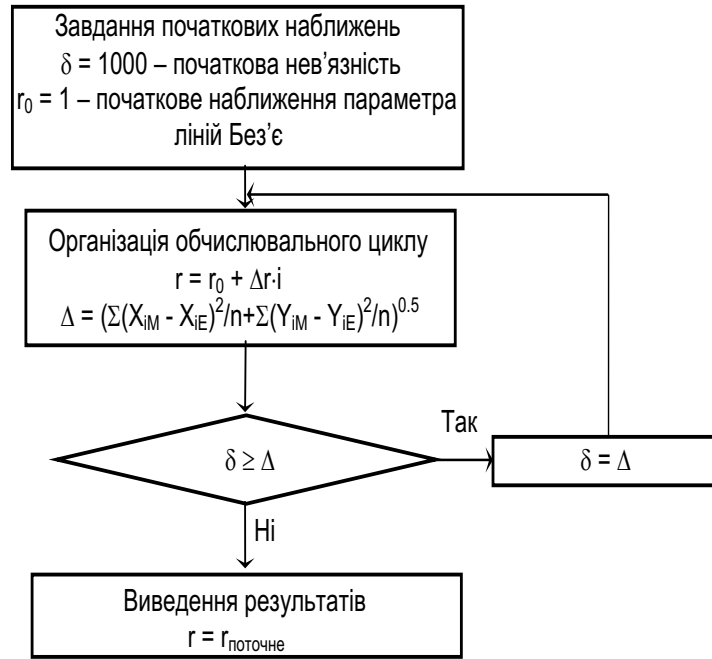 Завдання початкових наближень
δ = 1000 – початкова нев’язність
r₀ = 1 – початкове наближення параметра
ліній Без’є
Організація обчислювального циклу
r = r₀ + Δr·i
Δ = (Σ(XᵢM - XᵢE)²/n+Σ(YᵢM - YᵢE)²/n)^0.5
δ ≥ Δ
Так
δ = Δ
Ні
Виведення результатів
r = rпоточне